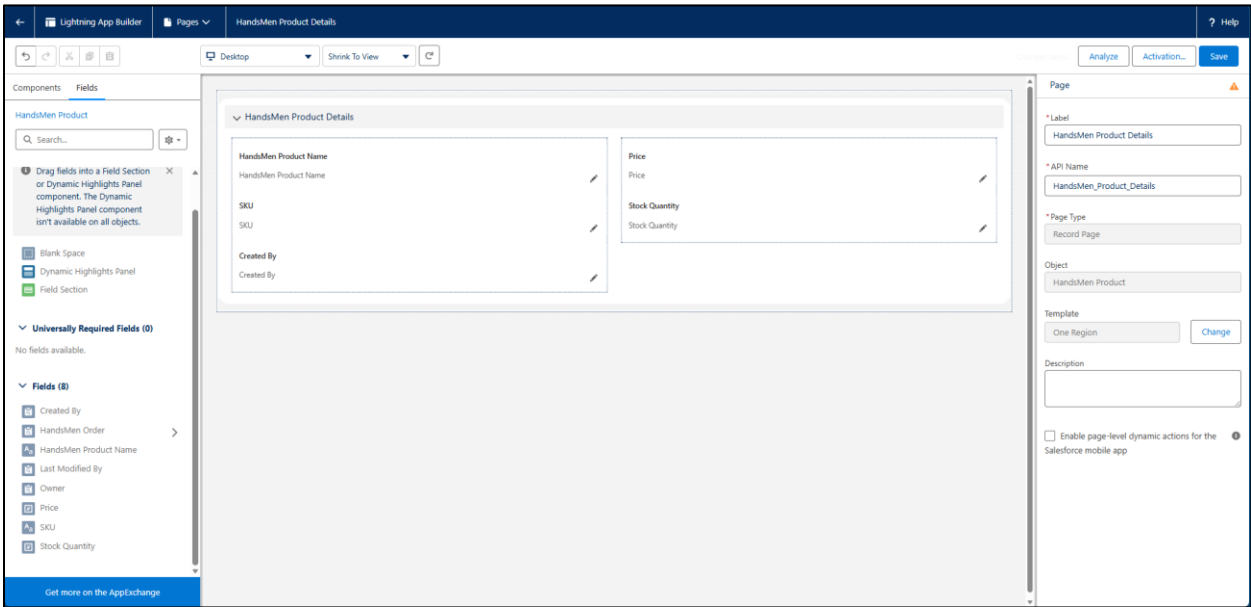 Lightning App Builder
Pages
HandsMen Product Details
? Help
Desktop
Shrink To View
Analyze
Activation...
Save
Components
Fields
HandsMen Product
Search...
Drag fields into a Field Section
or Dynamic Highlights Panel
component. The Dynamic
Highlights Panel component
isn't available on all objects.
Blank Space
Dynamic Highlights Panel
Field Section
Universally Required Fields (0)
No fields available.
Fields (8)
Created By
HandsMen Order
HandsMen Product Name
Last Modified By
Owner
Price
SKU
Stock Quantity
Get more on the AppExchange
HandsMen Product Details
HandsMen Product Name
HandsMen Product Name
SKU
SKU
Created By
Created By
Price
Price
Stock Quantity
Stock Quantity
Page
*Label
HandsMen Product Details
*API Name
HandsMen_Product_Details
*Page Type
Record Page
Object
HandsMen Product
Template
One Region
Change
Description
Enable page-level dynamic actions for the
Salesforce mobile app